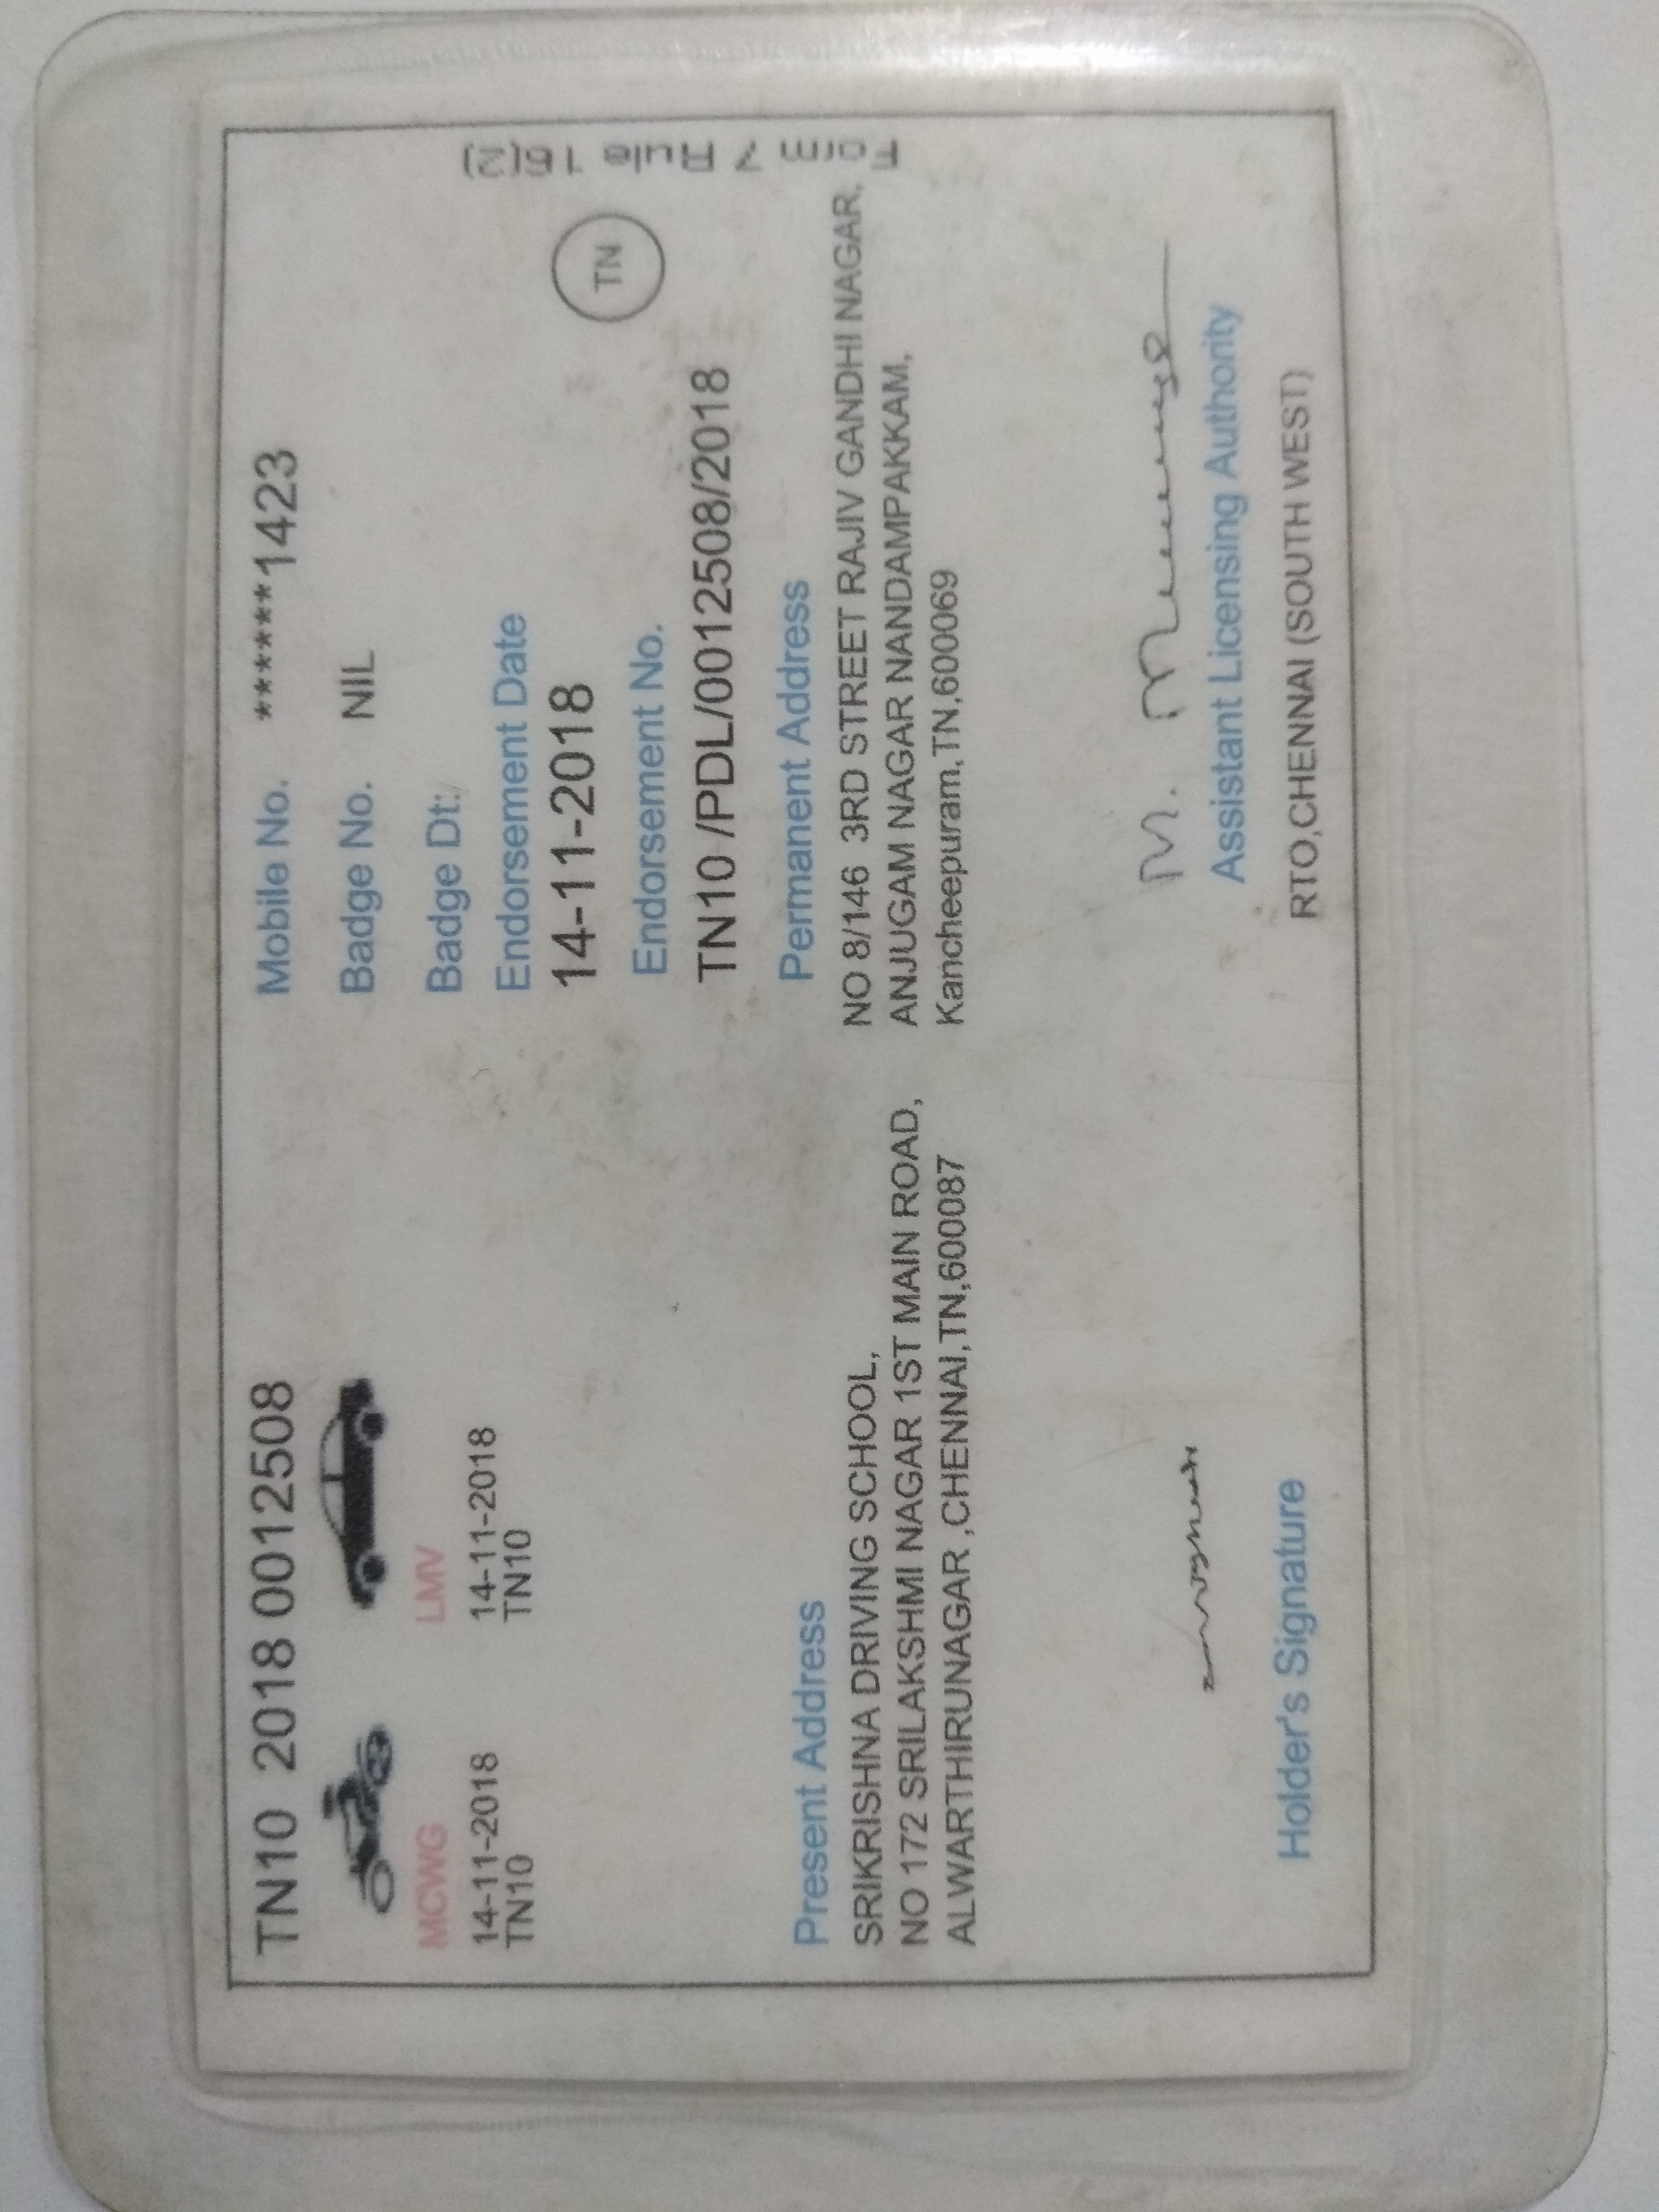 TN10 2018 0012508
MCWG
14-11-2018
TN10
LMV
14-11-2018
TN10
Mobile No. ******1423
Badge No. NIL
Badge Dt:
Endorsement Date
14-11-2018
Endorsement No.
TN10 /PDL/0012508/2018
TN
Form 7 Rule 16(2)
Present Address
SRIKRISHNA DRIVING SCHOOL,
NO 172 SRILAKSHMI NAGAR 1ST MAIN ROAD,
ALWARTHIRUNAGAR ,CHENNAI,TN,600087
Permanent Address
NO 8/146 3RD STREET RAJIV GANDHI NAGAR,
ANJUGAM NAGAR NANDAMPAKKAM,
Kancheepuram,TN,600069
Holder's Signature
Assistant Licensing Authority
RTO,CHENNAI (SOUTH WEST)